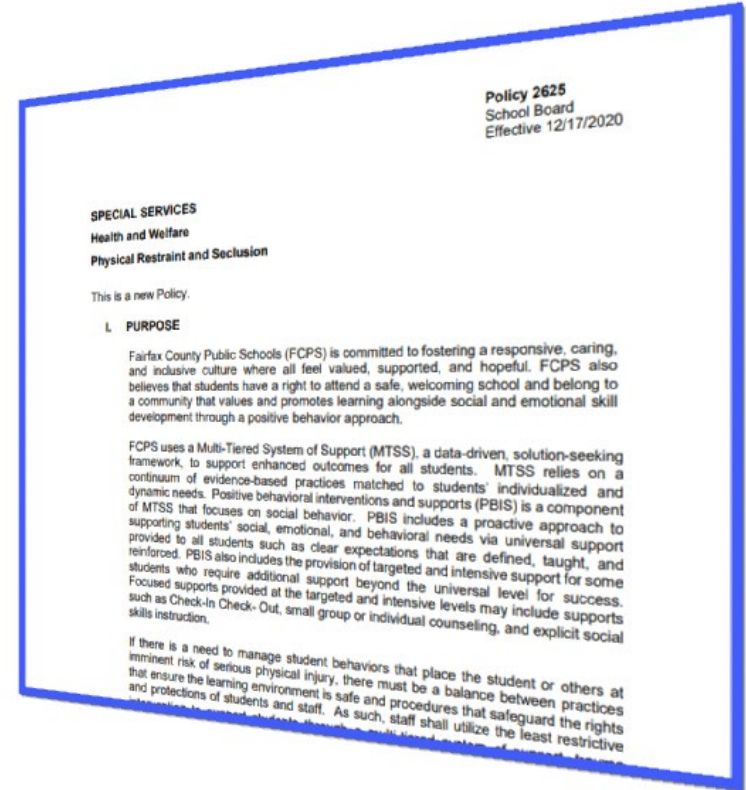 Policy 2625
School Board
Effective 12/17/2020
SPECIAL SERVICES
Health and Welfare
Physical Restraint and Seclusion
This is a new Policy.
I. PURPOSE
Fairfax County Public Schools (FCPS) is committed to fostering a responsive, caring,
and inclusive culture where all feel valued, supported, and hopeful. FCPS also
believes that students have a right to attend a safe, welcoming school and belong to
a community that values and promotes learning alongside social and emotional skill
development through a positive behavior approach.
FCPS uses a Multi-Tiered System of Support (MTSS), a data-driven, solution-seeking
framework, to support enhanced outcomes for all students. MTSS relies on a
continuum of evidence-based practices matched to students' individualized and
dynamic needs. Positive behavioral interventions and supports (PBIS) is a component
of MTSS that focuses on social behavior. PBIS includes a proactive approach to
supporting students' social, emotional, and behavioral needs via universal support
provided to all students such as clear expectations that are defined, taught, and
reinforced. PBIS also includes the provision of targeted and intensive support for some
students who require additional support beyond the universal level for success.
Focused supports provided at the targeted and intensive levels may include supports
such as Check-In Check- Out, small group or individual counseling, and explicit social
skills instruction.
If there is a need to manage student behaviors that place the student or others at
imminent risk of serious physical injury, there must be a balance between practices
that ensure the learning environment is safe and procedures that safeguard the rights
and protections of students and staff. As such, staff shall utilize the least restrictive